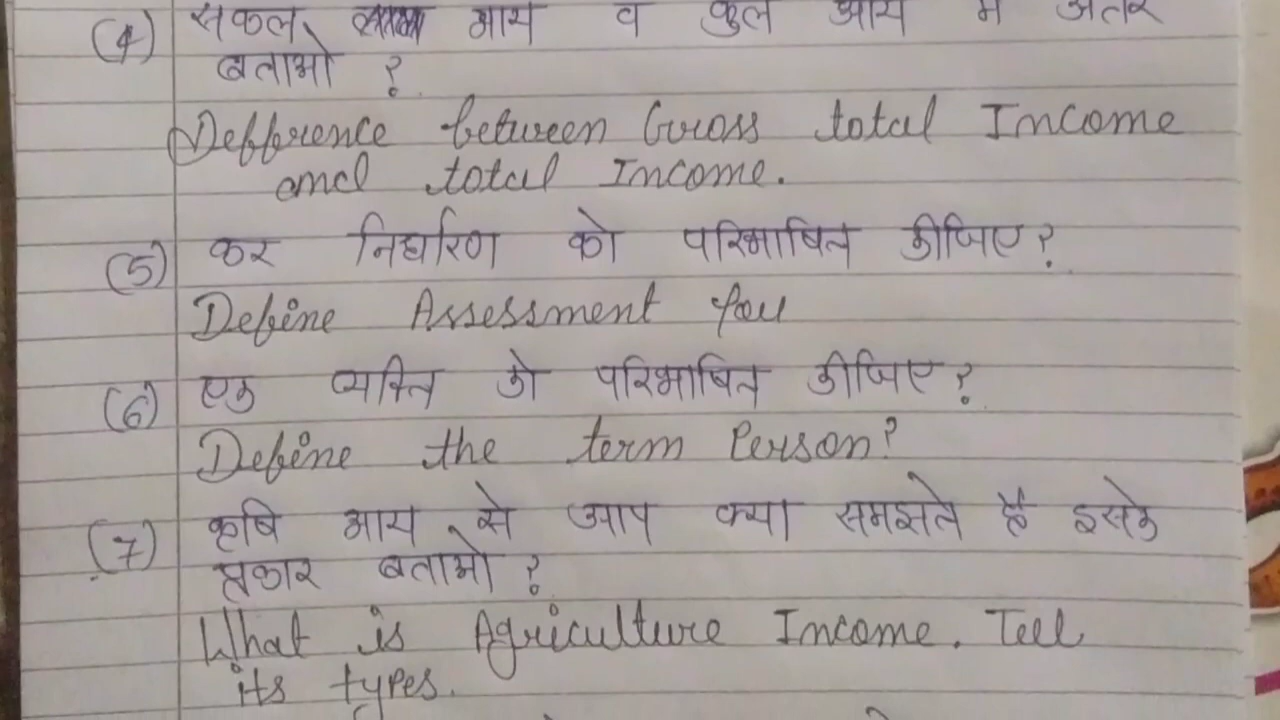 (4) सकल आय व कुल आय में अंतर
बताओ ?
Defference between Gross total Income
and total Income.
(5) कर निर्धारण को परिभाषित कीजिए ?
Define Assessment
(6) एक व्यक्ति को परिभाषित कीजिए ?
Define the term Person?
(7) कृषि आय से आप क्या समझते हैं इसके
प्रकार बताओ ?
What is Agriculture Income. Tell
its types.